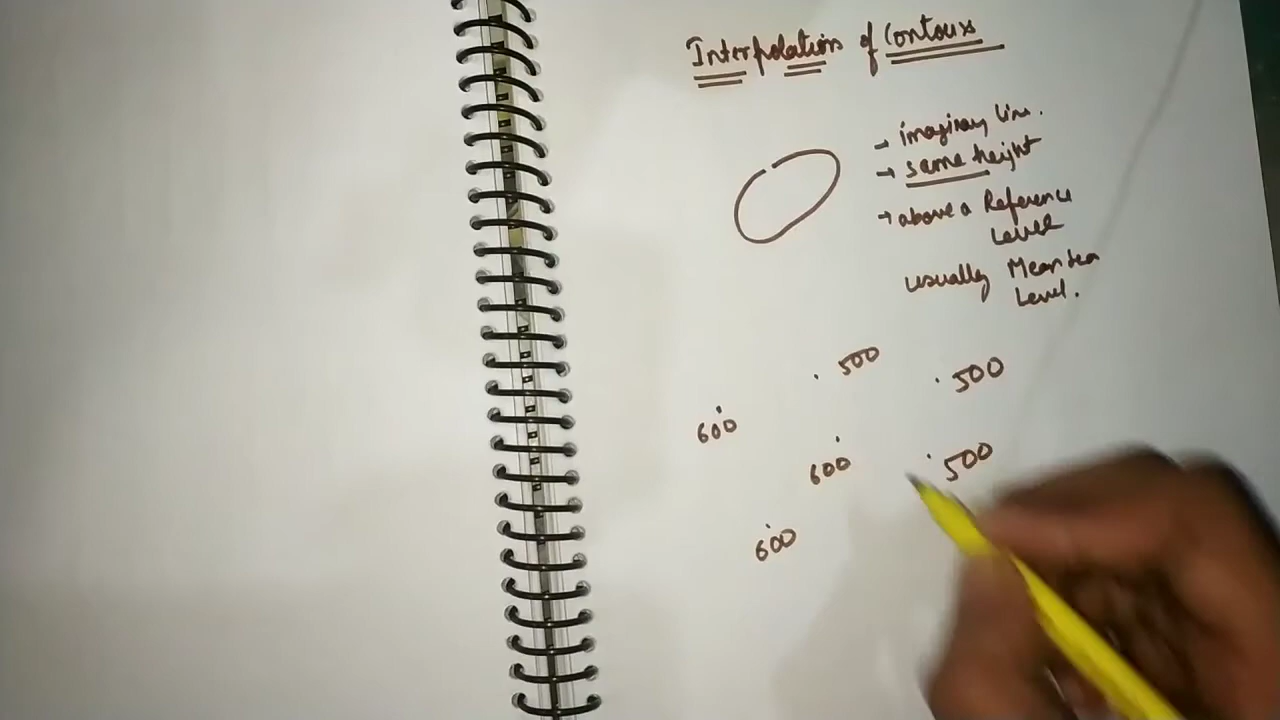 Interpolation of Contours
→ imaginary line.
→ same height
→ above a Reference
Level
usually Mean sea
Level.
. 500
. 500
600
600
. 500
600